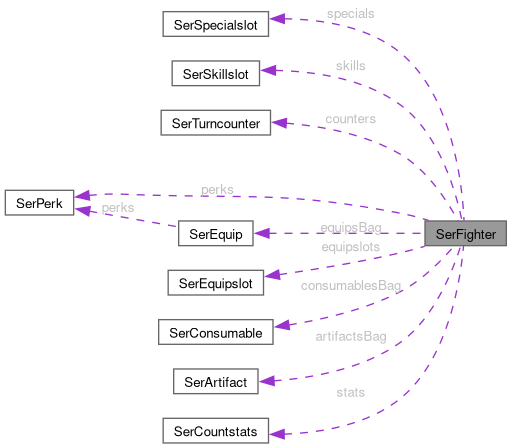 specials
SerSpecialslot
skills
SerSkillslot
counters
SerTurncounter
perks
SerPerk
perks
equipsBag
SerEquip
SerFighter
equipslots
SerEquipslot
consumablesBag
SerConsumable
artifactsBag
SerArtifact
stats
SerCountstats